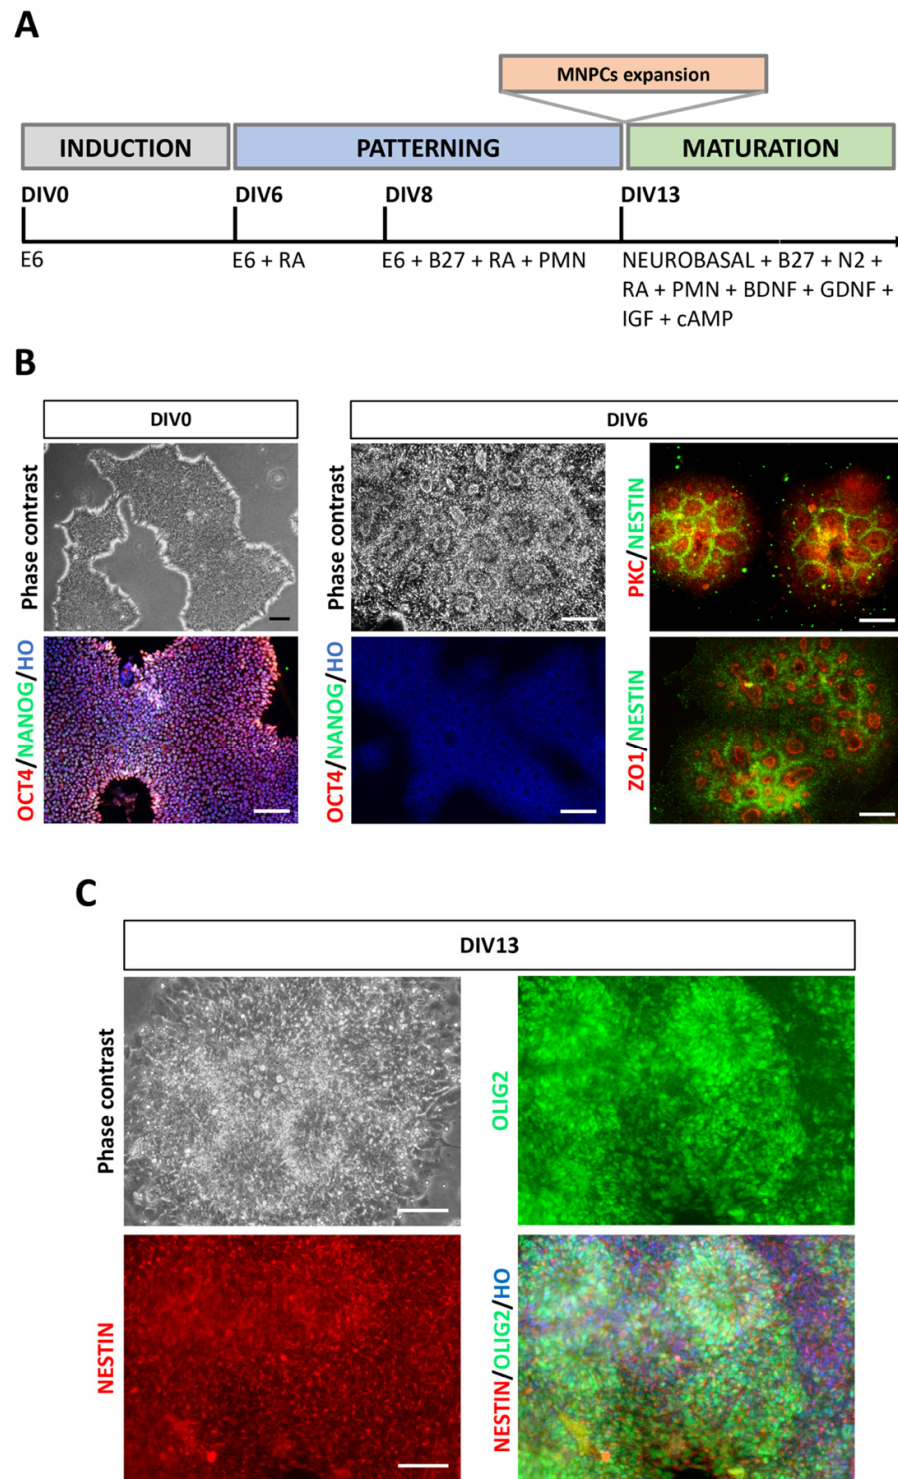 A
MNPCs expansion
INDUCTION
PATTERNING
MATURATION
DIV0
DIV6
DIV8
DIV13
E6
E6 + RA
E6 + B27 + RA + PMN
NEUROBASAL + B27 + N2 +
RA + PMN + BDNF + GDNF +
IGF + cAMP
B
DIV0
DIV6
Phase contrast
Phase contrast
PKC/NESTIN
OCT4/NANOG/HO
OCT4/NANOG/HO
ZO1/NESTIN
C
DIV13
Phase contrast
OLIG2
NESTIN
NESTIN/OLIG2/HO